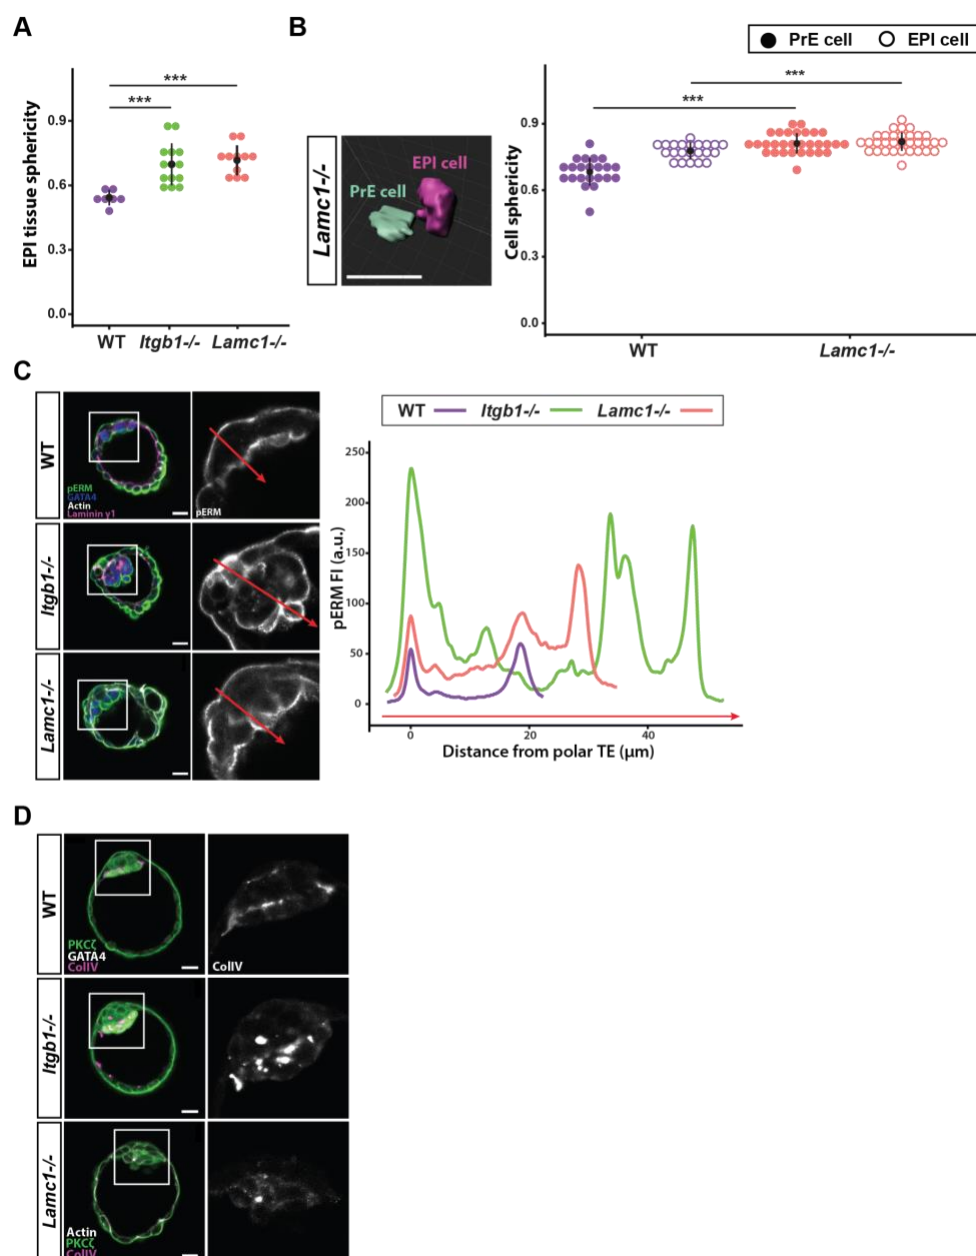 A
EPI tissue sphericity
0.9
0.6
0.3
0.0
***
***
WT Itgb1-/- Lamc1-/-
B
PrE cell EPI cell
Lamc1-/-
EPI cell
PrE cell
Cell sphericity
0.9
0.6
0.3
0.0
***
***
WT Lamc1-/-
C
WT
pERM
GATA4
Actin
Laminin γ1
pERM
Itgb1-/-
Lamc1-/-
WT Itgb1-/- Lamc1-/-
pERM FI (a.u.)
250
200
150
100
50
0
0 20 40
Distance from polar TE (μm)
D
WT
PKCζ
GATA4
ColIV
ColIV
Itgb1-/-
Lamc1-/-
Actin
PKCζ
ColIV